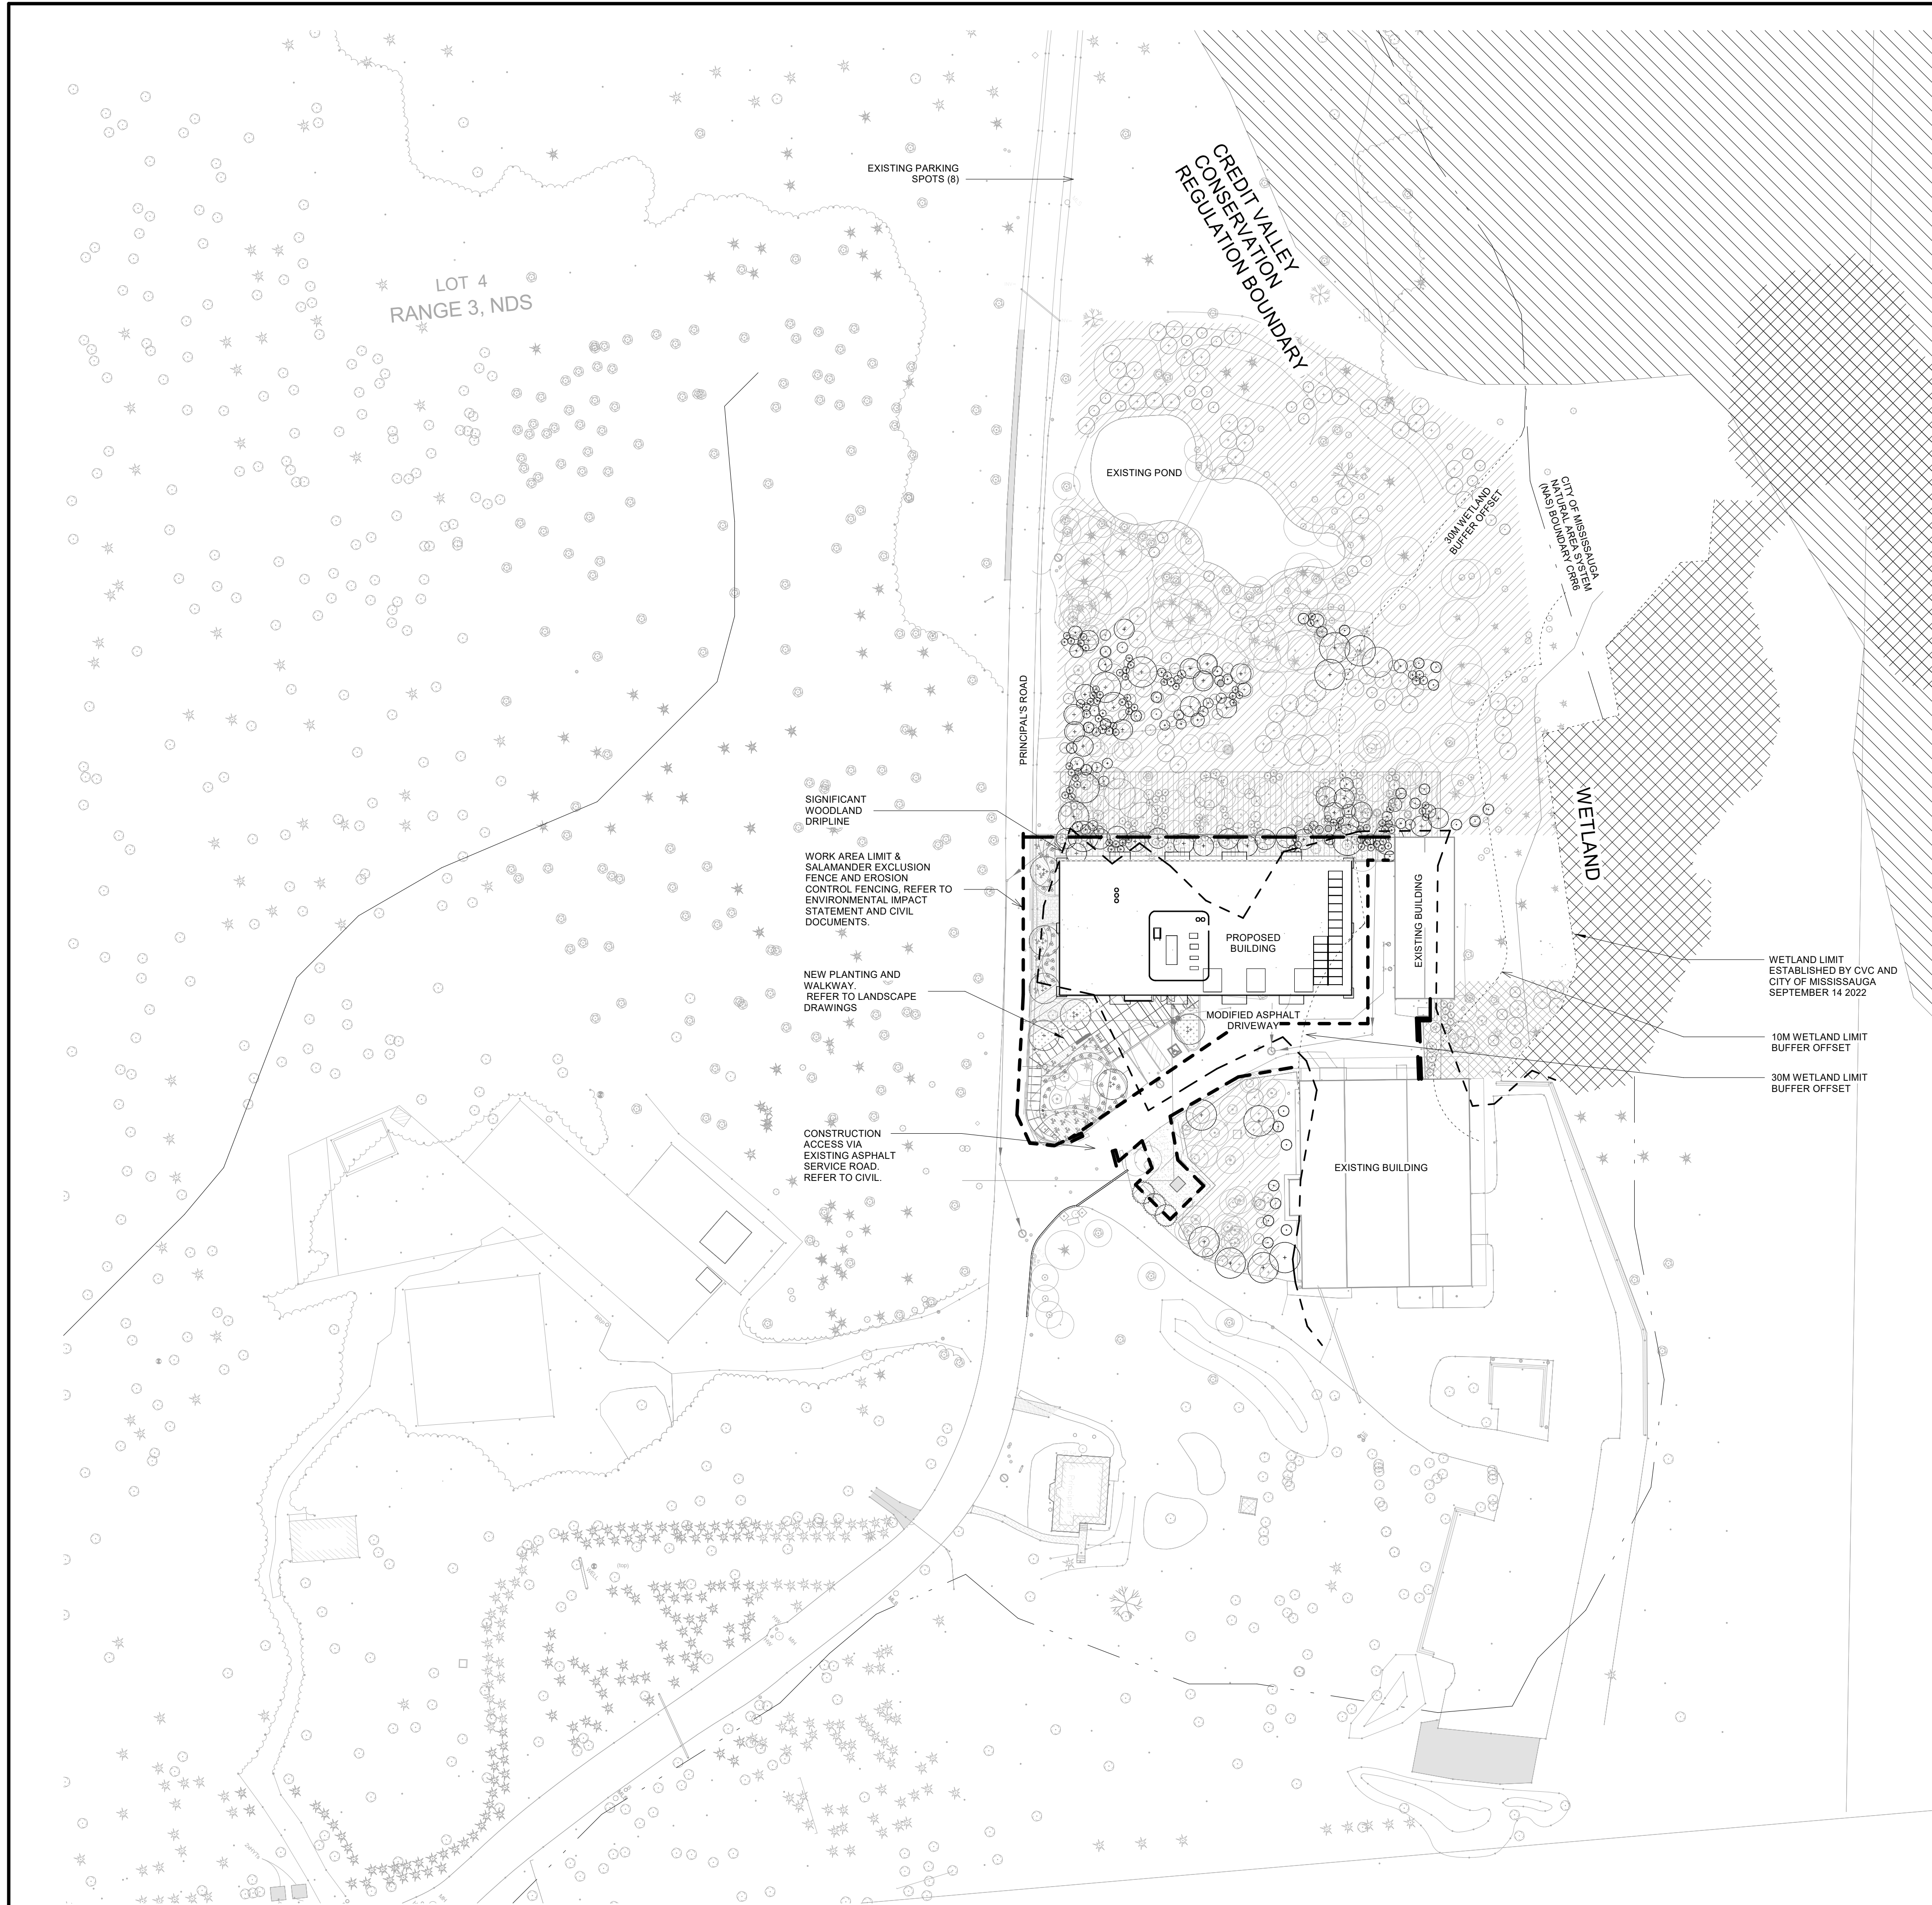 EXISTING PARKING
SPOTS (8)
CREDIT VALLEY
CONSERVATION
REGULATION BOUNDARY
LOT 4
RANGE 3, NDS
EXISTING POND
30M WETLAND
BUFFER OFFSET
CITY OF MISSISSAUGA
NATURAL AREA SYSTEM
(NAS) BOUNDARY CRR6
PRINCIPAL'S ROAD
SIGNIFICANT
WOODLAND
DRIPLINE
WORK AREA LIMIT &
SALAMANDER EXCLUSION
FENCE AND EROSION
CONTROL FENCING, REFER TO
ENVIRONMENTAL IMPACT
STATEMENT AND CIVIL
DOCUMENTS.
WETLAND
PROPOSED
BUILDING
EXISTING BUILDING
NEW PLANTING AND
WALKWAY.
REFER TO LANDSCAPE
DRAWINGS
MODIFIED ASPHALT
DRIVEWAY
WETLAND LIMIT
ESTABLISHED BY CVC AND
CITY OF MISSISSAUGA
SEPTEMBER 14 2022
10M WETLAND LIMIT
BUFFER OFFSET
30M WETLAND LIMIT
BUFFER OFFSET
CONSTRUCTION
ACCESS VIA
EXISTING ASPHALT
SERVICE ROAD.
REFER TO CIVIL.
EXISTING BUILDING
(top)